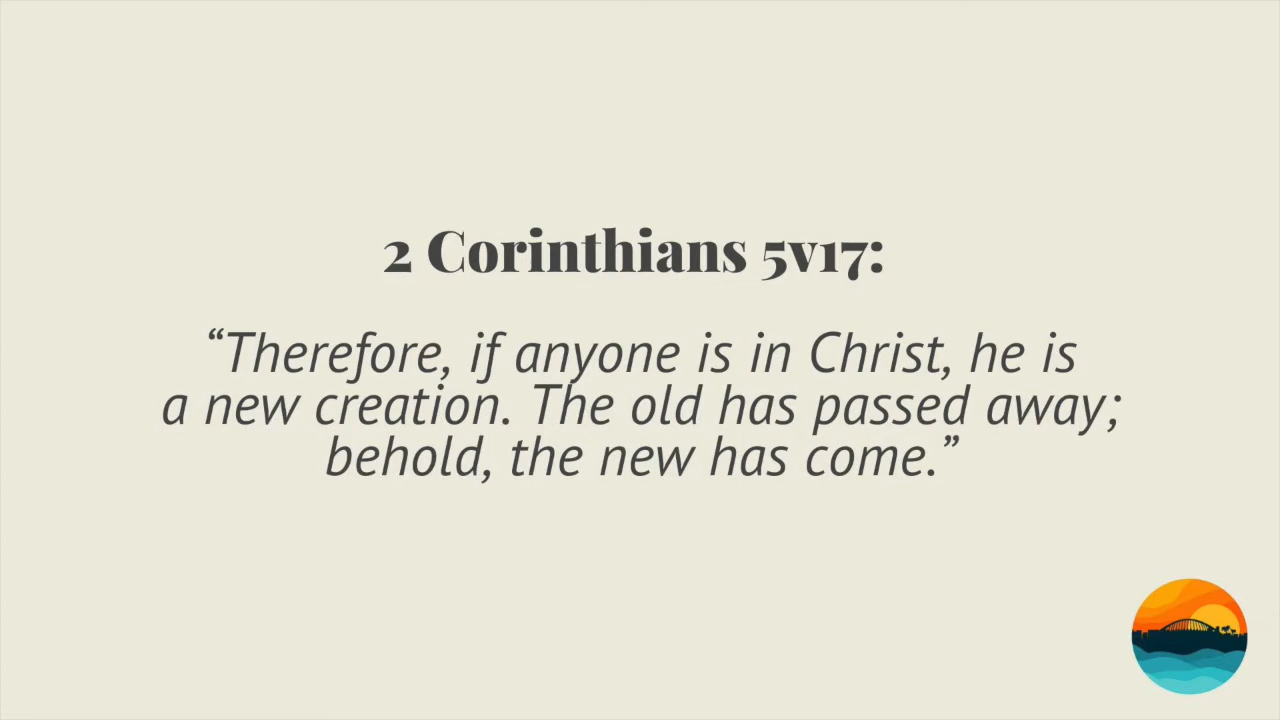 2 Corinthians 5v17:
“Therefore, if anyone is in Christ, he is
a new creation. The old has passed away;
behold, the new has come.”